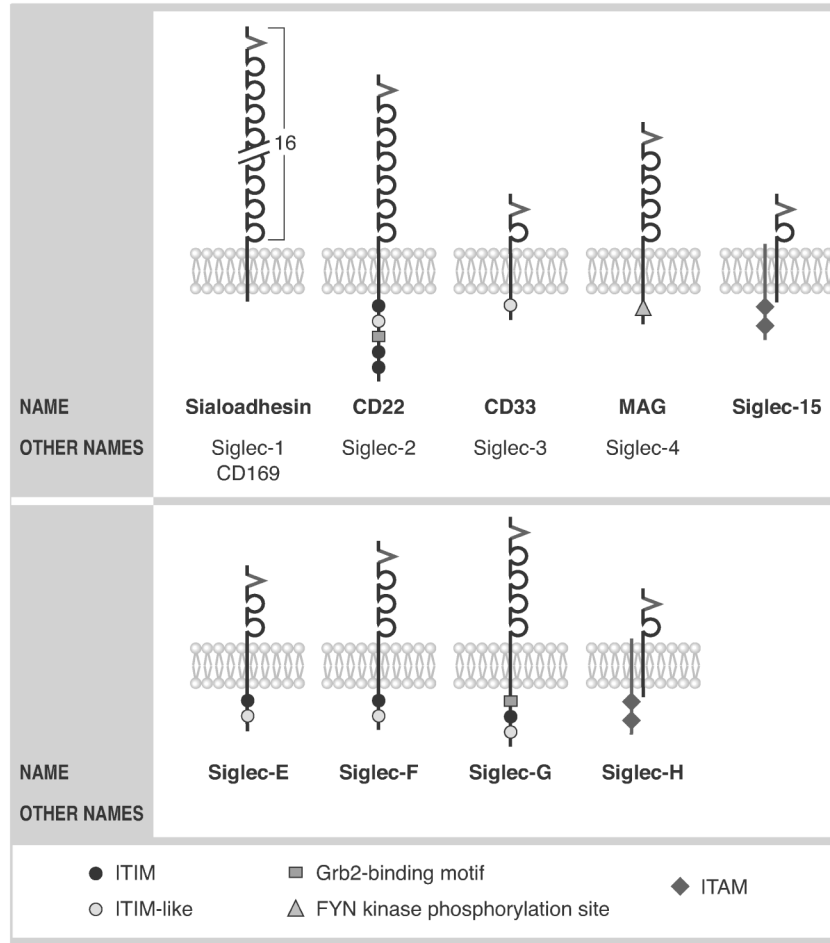 16
NAME Sialoadhesin CD22 CD33 MAG Siglec-15
OTHER NAMES Siglec-1 Siglec-2 Siglec-3 Siglec-4
CD169
NAME Siglec-E Siglec-F Siglec-G Siglec-H
OTHER NAMES
ITIM Grb2-binding motif ITAM
ITIM-like FYN kinase phosphorylation site